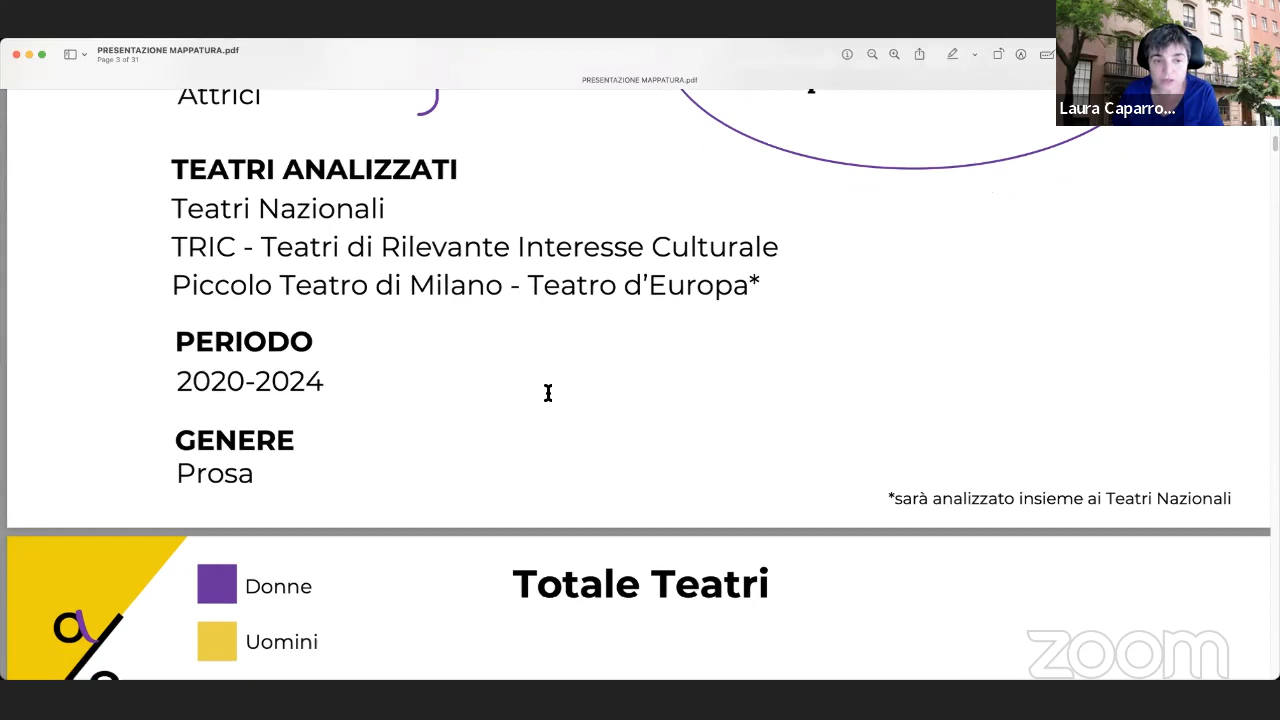 PRESENTAZIONE MAPPATURA.pdf
Page 3 of 31
PRESENTAZIONE MAPPATURA.pdf
Laura Caparro...
Attrici
TEATRI ANALIZZATI
Teatri Nazionali
TRIC - Teatri di Rilevante Interesse Culturale
Piccolo Teatro di Milano - Teatro d’Europa*
PERIODO
2020-2024
GENERE
Prosa
*sarà analizzato insieme ai Teatri Nazionali
Donne
Totale Teatri
Uomini
zoom